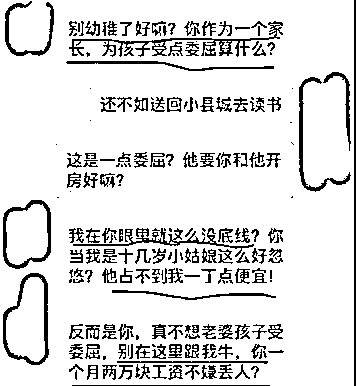 别幼稚了好嘛？你作为一个家
长，为孩子受点委屈算什么？
还不如送回小县城去读书
这是一点委屈？他要你和他开
房好嘛？
我在你眼里就这么没底线？你
当我是十几岁小姑娘这么好忽
悠？他占不到我一丁点便宜！
反而是你，真不想老婆孩子受
委屈，别在这里跟我牛，你一
个月两万块工资不嫌丢人？